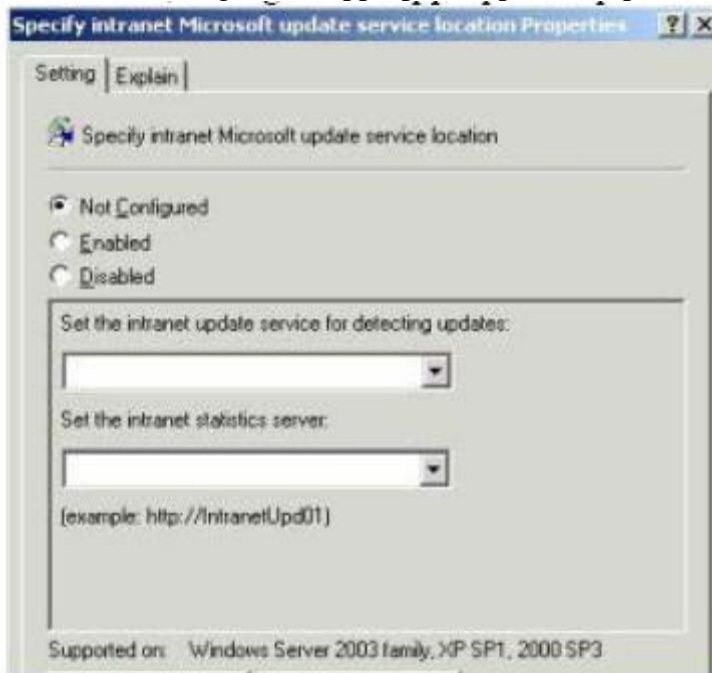 Specify intranet Microsoft update service location Properties
Setting
Explain
Specify intranet Microsoft update service location
Not Configured
Enabled
Disabled
Set the intranet update service for detecting updates:
Set the intranet statistics server:
(example: http://IntranetUpd01)
Supported on: Windows Server 2003 family, XP SP1, 2000 SP3